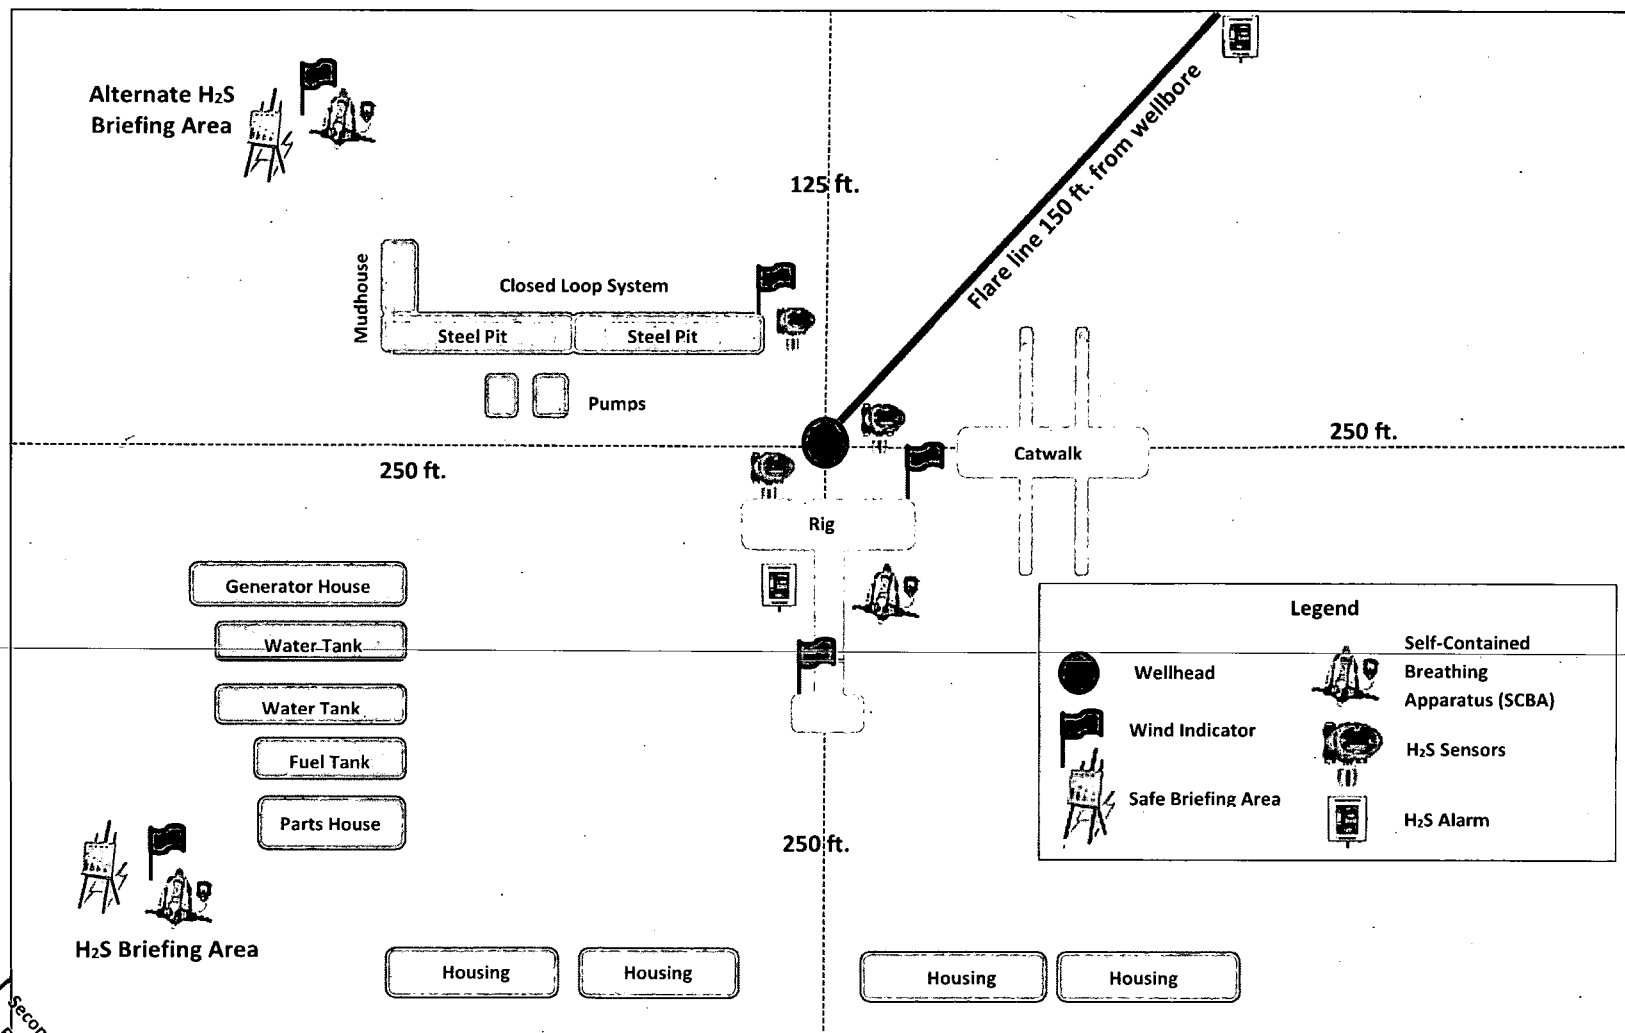 Alternate H₂S
Briefing Area
125 ft.
Flare line 150 ft. from wellbore
Mudhouse
Closed Loop System
Steel Pit
Steel Pit
Pumps
250 ft.
250 ft.
Catwalk
Rig
Generator House
Water Tank
Water Tank
Fuel Tank
Parts House
250 ft.
H₂S Briefing Area
Housing
Housing
Housing
Housing
Legend
Wellhead
Wind Indicator
Safe Briefing Area
Self-Contained
Breathing
Apparatus (SCBA)
H₂S Sensors
H₂S Alarm